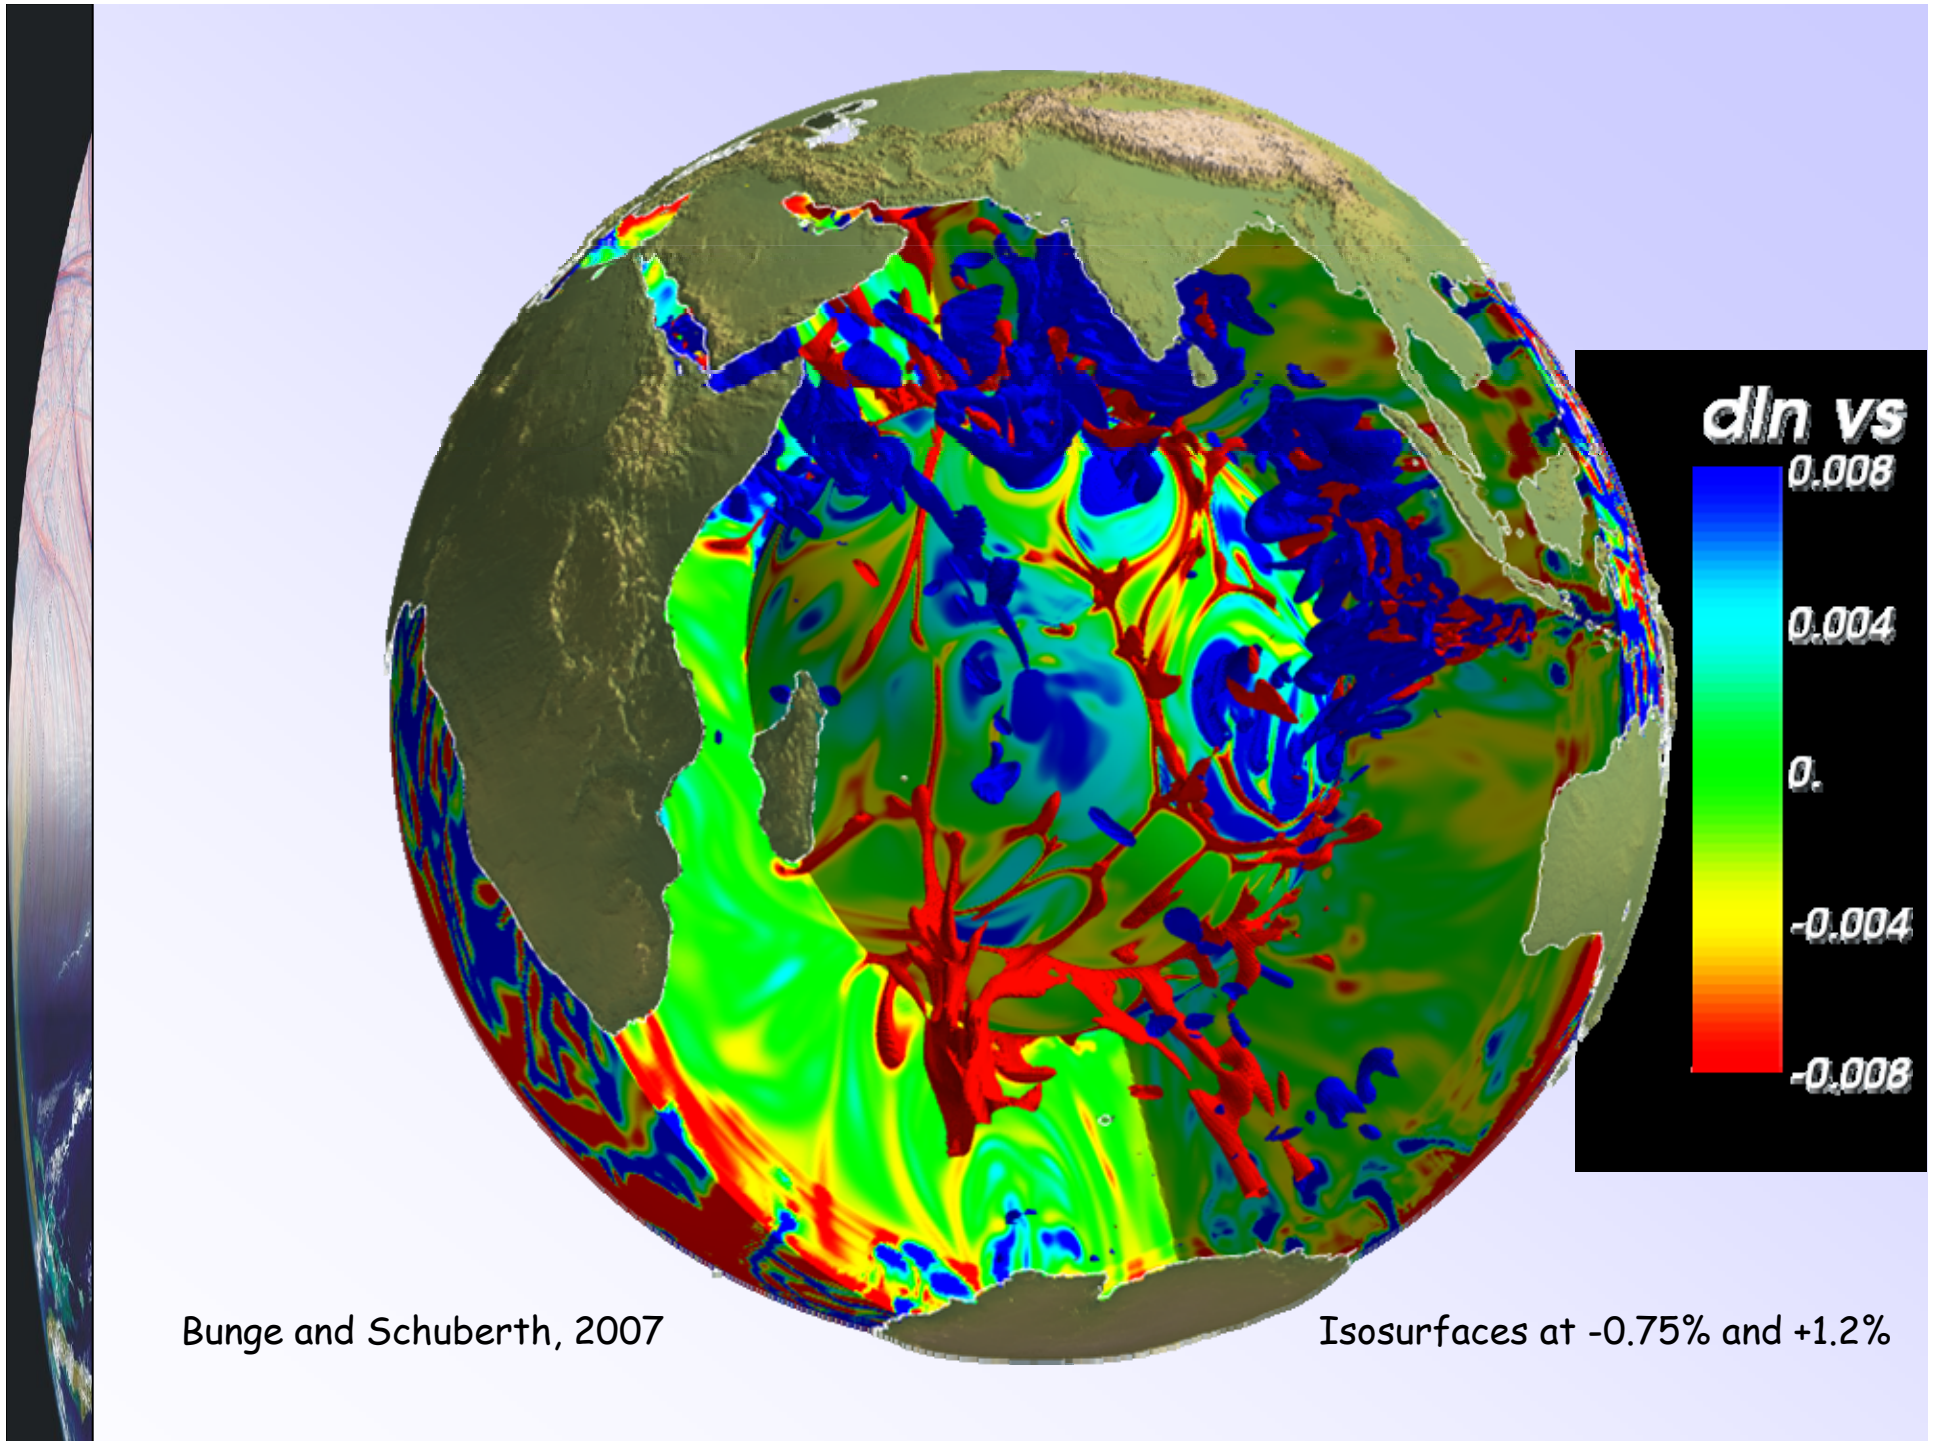 dln vs
0.008
0.004
0.
-0.004
-0.008
Bunge and Schuberth, 2007
Isosurfaces at -0.75% and +1.2%